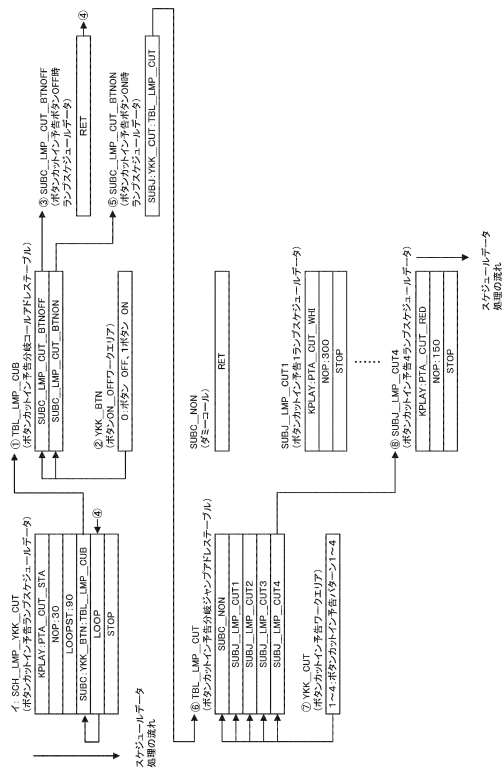 イ: SCH_LMP_YKK_CUT
(ボタンカットイン予告ランプスケジュールデータ)
KPLAY:PTA_CUT_STA
NOP:30
LOOPST:90
SUBC:YKK_BTN:TBL_LMP_CUB
LOOP
STOP
④
スケジュールデータ
処理の流れ
① TBL_LMP_CUB
(ボタンカットイン予告分岐コールアドレステーブル)
SUBC_LMP_CUT_BTNOFF
SUBC_LMP_CUT_BTNON
② YKK_BTN
(ボタンON_OFFワークエリア)
0:ボタン OFF、1ボタン ON
③ SUBC_LMP_CUT_BTNOFF
(ボタンカットイン予告ボタンOFF時
ランプスケジュールデータ)
RET
④
⑤ SUBC_LMP_CUT_BTNON
(ボタンカットイン予告ボタンON時
ランプスケジュールデータ)
SUBJ:YKK_CUT:TBL_LMP_CUT
⑥ TBL_LMP_CUT
(ボタンカットイン予告分岐ジャンプアドレステーブル)
SUBC_NON
SUBJ_LMP_CUT1
SUBJ_LMP_CUT2
SUBJ_LMP_CUT3
SUBJ_LMP_CUT4
⑦ YKK_CUT
(ボタンカットイン予告ワークエリア)
1～4:ボタンカットイン予告パターン1～4
SUBC_NON
(ダミーコール)
RET
SUBJ_LMP_CUT1
(ボタンカットイン予告1ランプスケジュールデータ)
KPLAY:PTA_CUT_WHI
NOP:300
STOP
……
⑧ SUBJ_LMP_CUT4
(ボタンカットイン予告4ランプスケジュールデータ)
KPLAY:PTA_CUT_RED
NOP:150
STOP
スケジュールデータ
処理の流れ